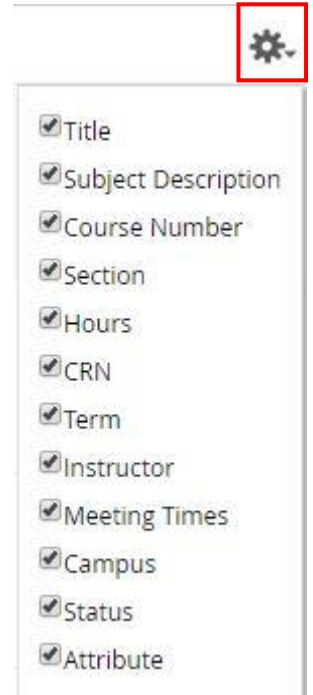 Title
Subject Description
Course Number
Section
Hours
CRN
Term
Instructor
Meeting Times
Campus
Status
Attribute